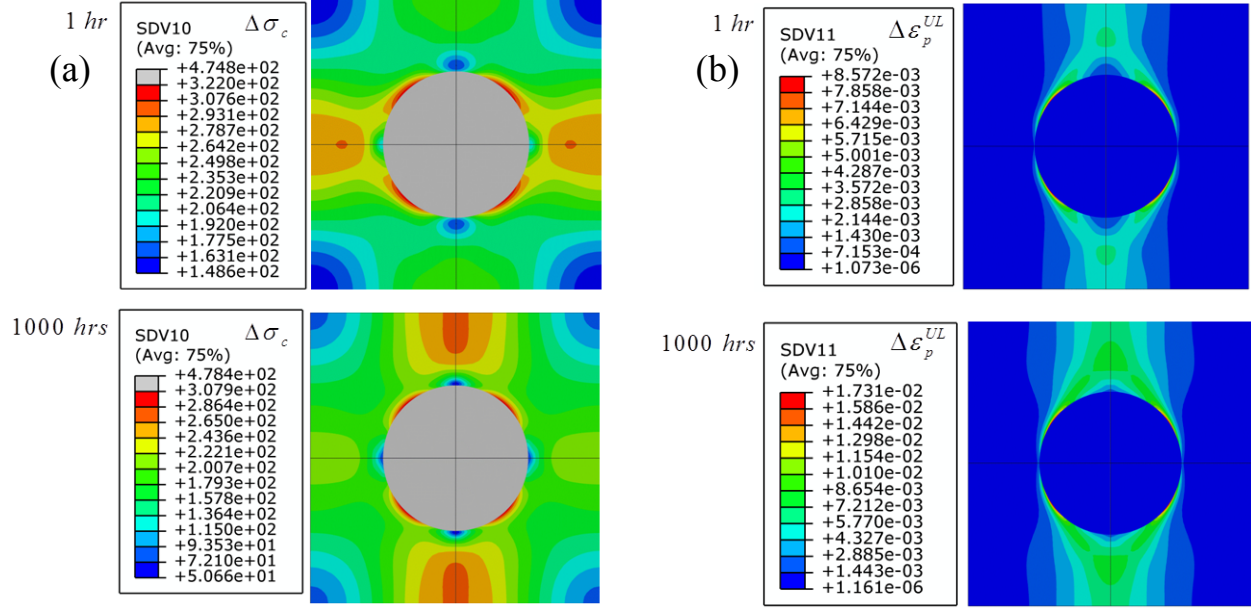 1 hr
(a)
SDV10 Δσc
(Avg: 75%)
+4.748e+02
+3.220e+02
+3.076e+02
+2.931e+02
+2.787e+02
+2.642e+02
+2.498e+02
+2.353e+02
+2.209e+02
+2.064e+02
+1.920e+02
+1.775e+02
+1.631e+02
+1.486e+02
1 hr
(b)
SDV11 Δεp^UL
(Avg: 75%)
+8.572e-03
+7.858e-03
+7.144e-03
+6.429e-03
+5.715e-03
+5.001e-03
+4.287e-03
+3.572e-03
+2.858e-03
+2.144e-03
+1.430e-03
+7.153e-04
+1.073e-06
1000 hrs
SDV10 Δσc
(Avg: 75%)
+4.784e+02
+3.079e+02
+2.864e+02
+2.650e+02
+2.436e+02
+2.221e+02
+2.007e+02
+1.793e+02
+1.578e+02
+1.364e+02
+1.150e+02
+9.353e+01
+7.210e+01
+5.066e+01
1000 hrs
SDV11 Δεp^UL
(Avg: 75%)
+1.731e-02
+1.586e-02
+1.442e-02
+1.298e-02
+1.154e-02
+1.010e-02
+8.654e-03
+7.212e-03
+5.770e-03
+4.327e-03
+2.885e-03
+1.443e-03
+1.161e-06